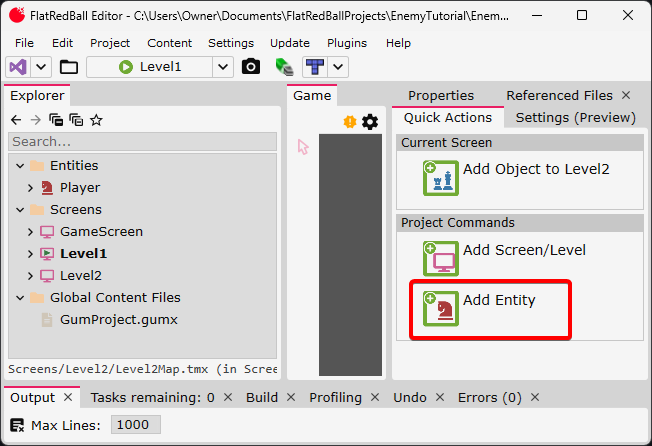 FlatRedBall Editor - C:\Users\Owner\Documents\FlatRedBallProjects\EnemyTutorial\Enem...
File Edit Project Content Settings Update Plugins Help
Level1
Explorer
Search...
Entities
Player
Screens
GameScreen
Level1
Level2
Global Content Files
GumProject.gumx
Screens/Level2/Level2Map.tmx (in Scree
Game
Properties Referenced Files
Quick Actions Settings (Preview)
Current Screen
Add Object to Level2
Project Commands
Add Screen/Level
Add Entity
Output Tasks remaining: 0 Build Profiling Undo Errors (0)
Max Lines: 1000